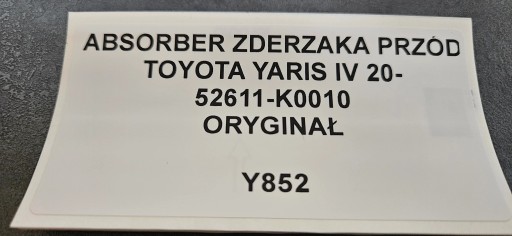 ABSORBER ZDERZAKA PRZÓD
TOYOTA YARIS IV 20-
52611-K0010
ORYGINAŁ
Y852